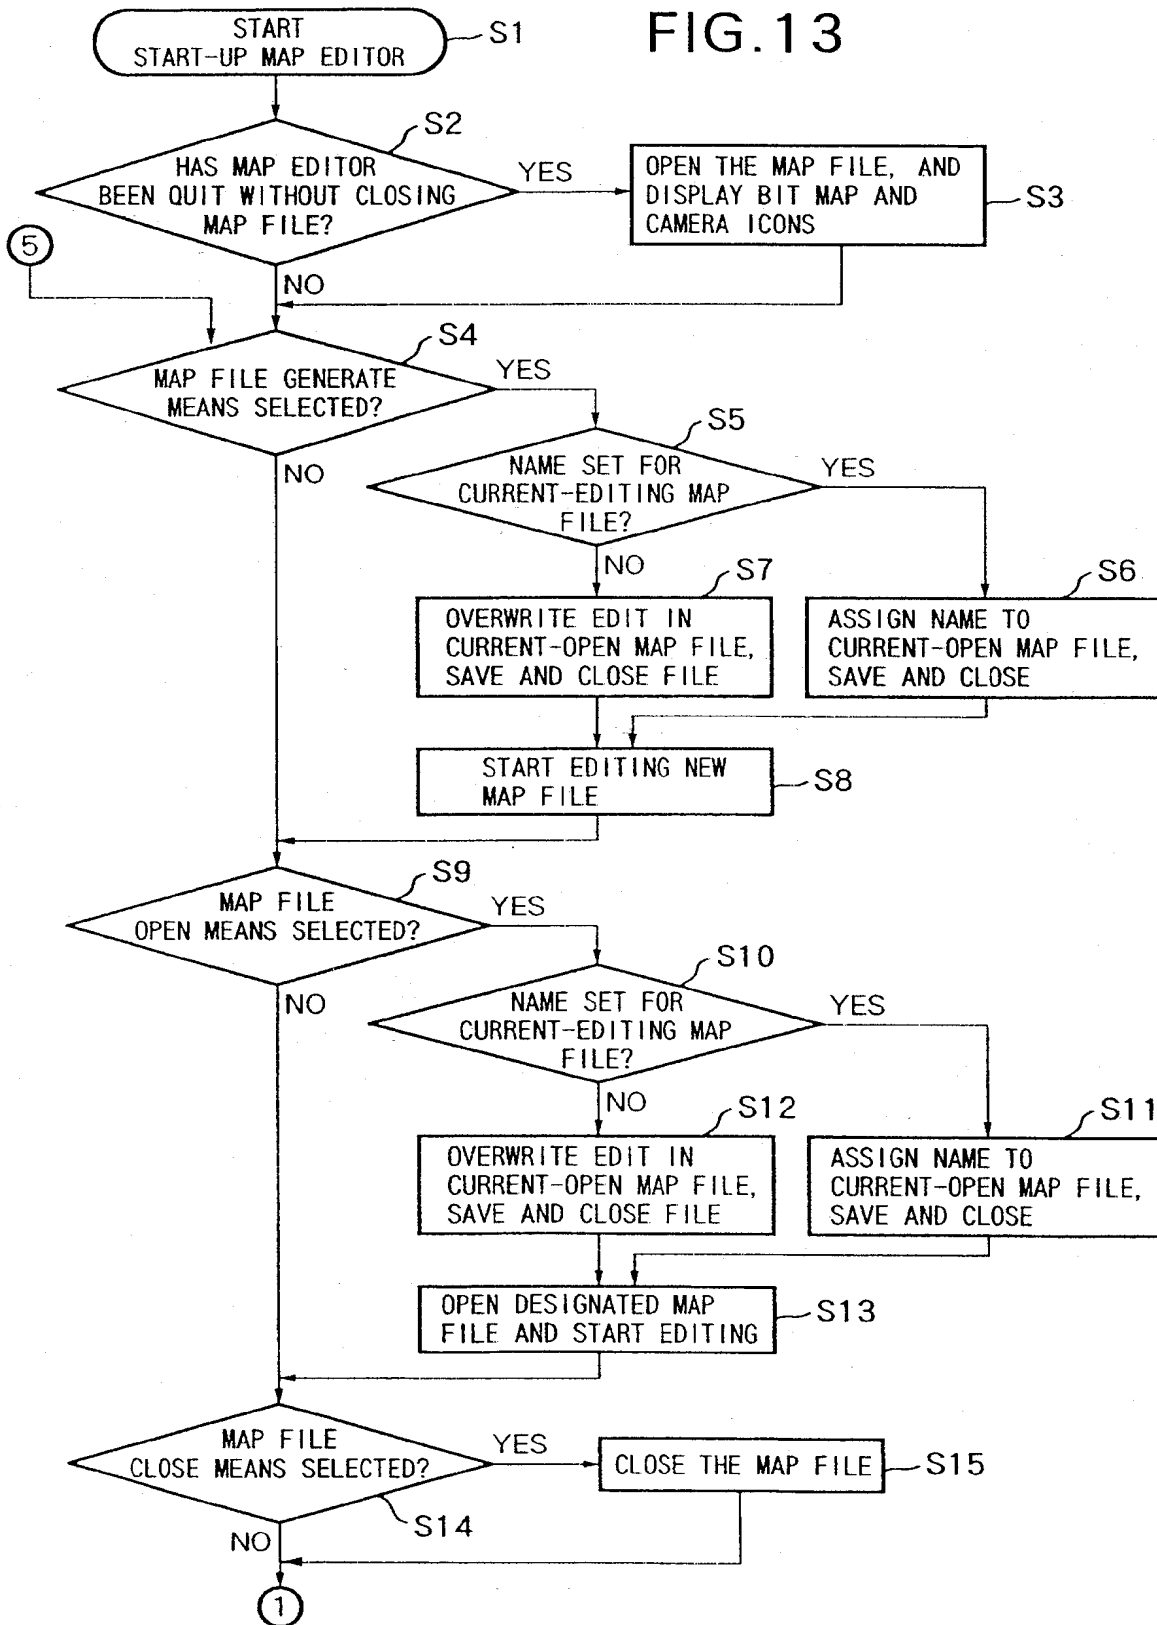 FIG.13
START
START-UP MAP EDITOR
S1
S2
HAS MAP EDITOR
BEEN QUIT WITHOUT CLOSING
MAP FILE?
YES
OPEN THE MAP FILE, AND
DISPLAY BIT MAP AND
CAMERA ICONS
S3
5
NO
S4
MAP FILE GENERATE
MEANS SELECTED?
YES
NO
S5
NAME SET FOR
CURRENT-EDITING MAP
FILE?
YES
NO
S7
OVERWRITE EDIT IN
CURRENT-OPEN MAP FILE,
SAVE AND CLOSE FILE
S6
ASSIGN NAME TO
CURRENT-OPEN MAP FILE,
SAVE AND CLOSE
START EDITING NEW
MAP FILE
S8
S9
MAP FILE
OPEN MEANS SELECTED?
YES
NO
S10
NAME SET FOR
CURRENT-EDITING MAP
FILE?
YES
NO
S12
OVERWRITE EDIT IN
CURRENT-OPEN MAP FILE,
SAVE AND CLOSE FILE
S11
ASSIGN NAME TO
CURRENT-OPEN MAP FILE,
SAVE AND CLOSE
OPEN DESIGNATED MAP
FILE AND START EDITING
S13
MAP FILE
CLOSE MEANS SELECTED?
YES
CLOSE THE MAP FILE
S15
S14
NO
1